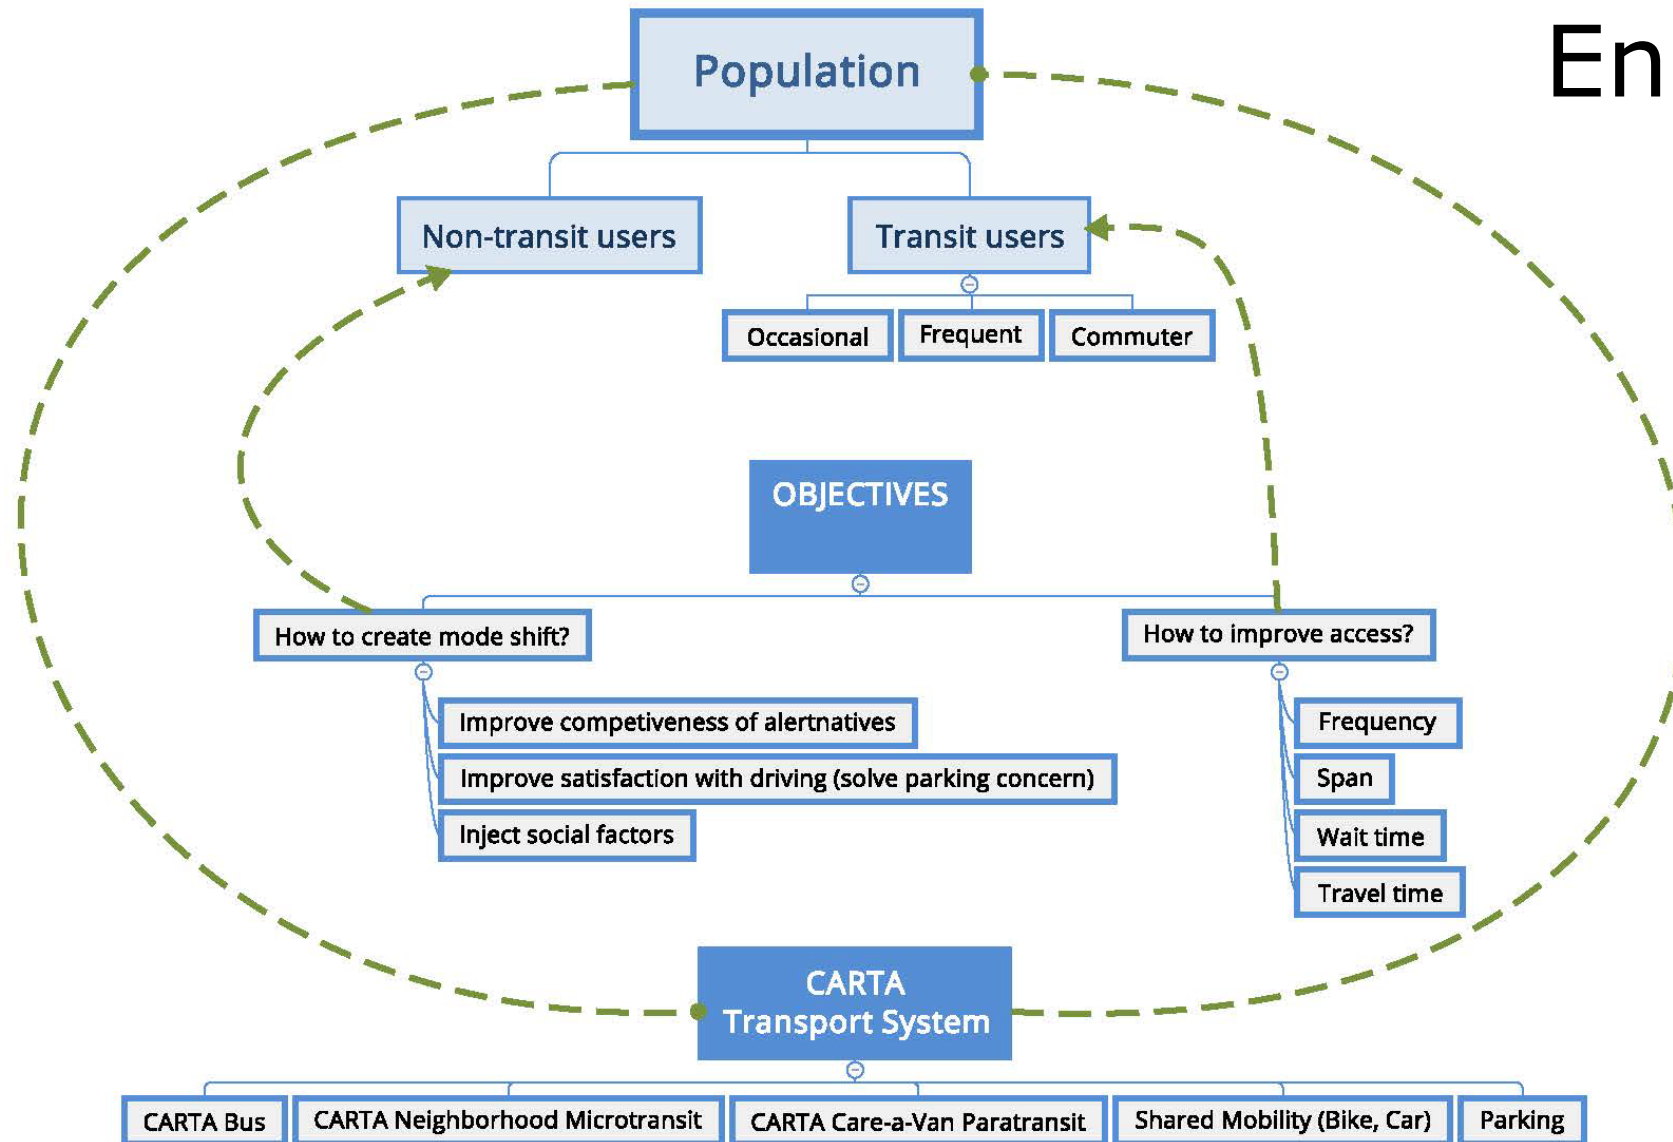 En
Population
Non-transit users
Transit users
Occasional
Frequent
Commuter
OBJECTIVES
How to create mode shift?
How to improve access?
Improve competiveness of alertnatives
Improve satisfaction with driving (solve parking concern)
Inject social factors
Frequency
Span
Wait time
Travel time
CARTA
Transport System
CARTA Bus
CARTA Neighborhood Microtransit
CARTA Care-a-Van Paratransit
Shared Mobility (Bike, Car)
Parking